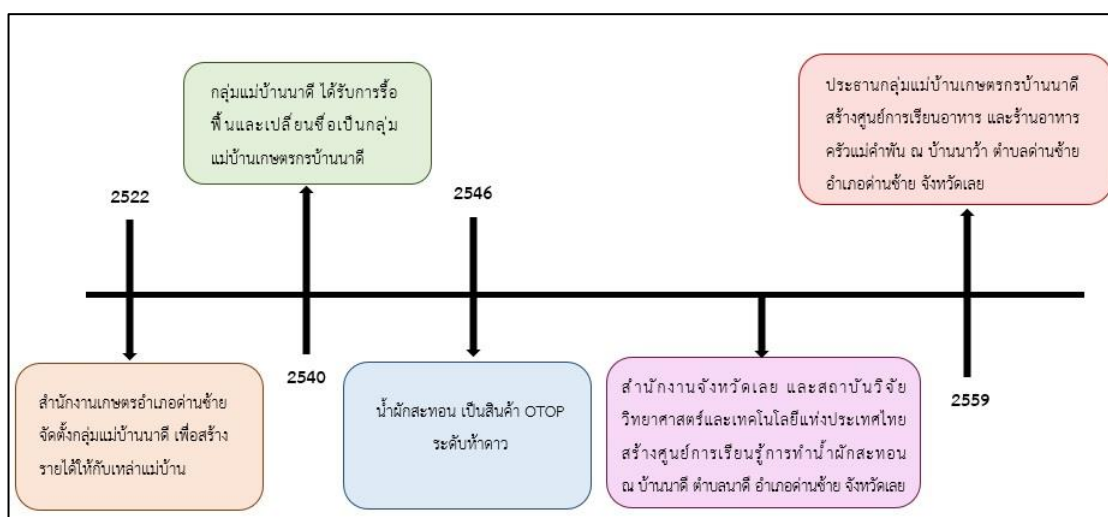 กลุ่มแม่บ้านนาดี ได้รับการรื้อ
ฟื้นและเปลี่ยนชื่อเป็นกลุ่ม
แม่บ้านเกษตรกรบ้านนาดี
ประธานกลุ่มแม่บ้านเกษตรกรบ้านนาดี
สร้างศูนย์การเรียนอาหาร และร้านอาหาร
ครัวแม่คำพัน ณ บ้านนาว้า ตำบลด่านซ้าย
อำเภอด่านซ้าย จังหวัดเลย
2522
2546
2540
2559
สำนักงานเกษตรอำเภอด่านซ้าย
จัดตั้งกลุ่มแม่บ้านนาดี เพื่อสร้าง
รายได้ให้กับเหล่าแม่บ้าน
น้ำผักสะทอน เป็นสินค้า OTOP
ระดับห้าดาว
สำนักงานจังหวัดเลย และสถาบันวิจัย
วิทยาศาสตร์และเทคโนโลยีแห่งประเทศไทย
สร้างศูนย์การเรียนรู้การทำน้ำผักสะทอน
ณ บ้านนาดี ตำบลนาดี อำเภอด่านซ้าย จังหวัดเลย